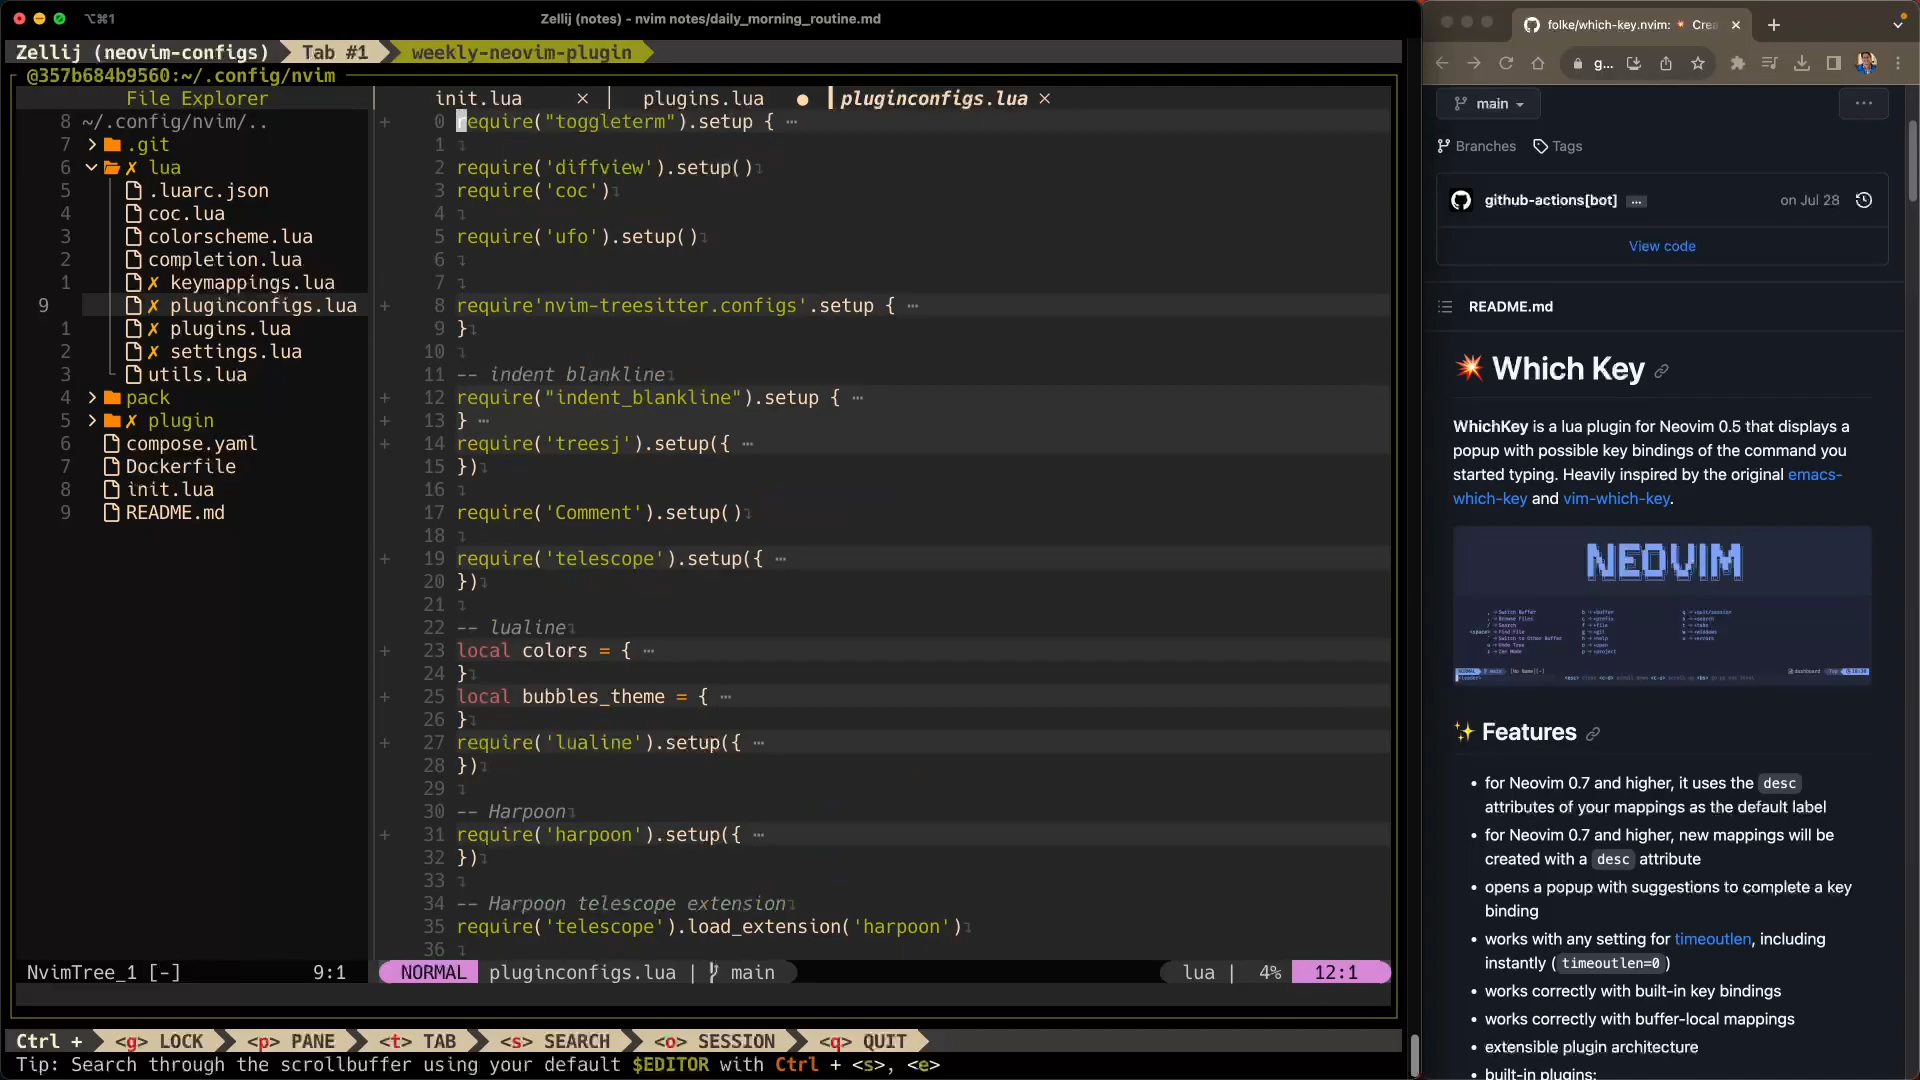 ⌥⌘1
Zellij (notes) - nvim notes/daily_morning_routine.md
Zellij (neovim-configs) Tab #1 weekly-neovim-plugin
@357b684b9560:~/.config/nvim
File Explorer
8 ~/.config/nvim/..
7 .git
6 ✗ lua
5 .luarc.json
4 coc.lua
3 colorscheme.lua
2 completion.lua
1 ✗ keymappings.lua
9 ✗ pluginconfigs.lua
1 ✗ plugins.lua
2 ✗ settings.lua
3 utils.lua
4 pack
5 ✗ plugin
6 compose.yaml
7 Dockerfile
8 init.lua
9 README.md
NvimTree_1 [-] 9:1
init.lua × plugins.lua ● pluginconfigs.lua ×
+ 0 require("toggleterm").setup { ⋯
1
2 require('diffview').setup()
3 require('coc')
4
5 require('ufo').setup()
6
7
+ 8 require'nvim-treesitter.configs'.setup { ⋯
9 }
10
11 -- indent blankline
+ 12 require("indent_blankline").setup { ⋯
+ 13 } ⋯
+ 14 require('treesj').setup({ ⋯
15 })
16
17 require('Comment').setup()
18
+ 19 require('telescope').setup({ ⋯
20 })
21
22 -- lualine
+ 23 local colors = { ⋯
24 }
+ 25 local bubbles_theme = { ⋯
26 }
+ 27 require('lualine').setup({ ⋯
28 })
29
30 -- Harpoon
+ 31 require('harpoon').setup({ ⋯
32 })
33
34 -- Harpoon telescope extension
35 require('telescope').load_extension('harpoon')
36
NORMAL pluginconfigs.lua | main lua | 4% 12:1
Ctrl + <g> LOCK <p> PANE <t> TAB <s> SEARCH <o> SESSION <q> QUIT
Tip: Search through the scrollbuffer using your default $EDITOR with Ctrl + <s>, <e>
folke/which-key.nvim: 💥 Crea
g...
main
Branches Tags
github-actions[bot] ... on Jul 28
View code
README.md
💥 Which Key
WhichKey is a lua plugin for Neovim 0.5 that displays a
popup with possible key bindings of the command you
started typing. Heavily inspired by the original emacs-
which-key and vim-which-key.
NEOVIM
✨ Features
• for Neovim 0.7 and higher, it uses the desc
attributes of your mappings as the default label
• for Neovim 0.7 and higher, new mappings will be
created with a desc attribute
• opens a popup with suggestions to complete a key
binding
• works with any setting for timeoutlen, including
instantly (timeoutlen=0)
• works correctly with built-in key bindings
• works correctly with buffer-local mappings
• extensible plugin architecture
• built-in plugins: